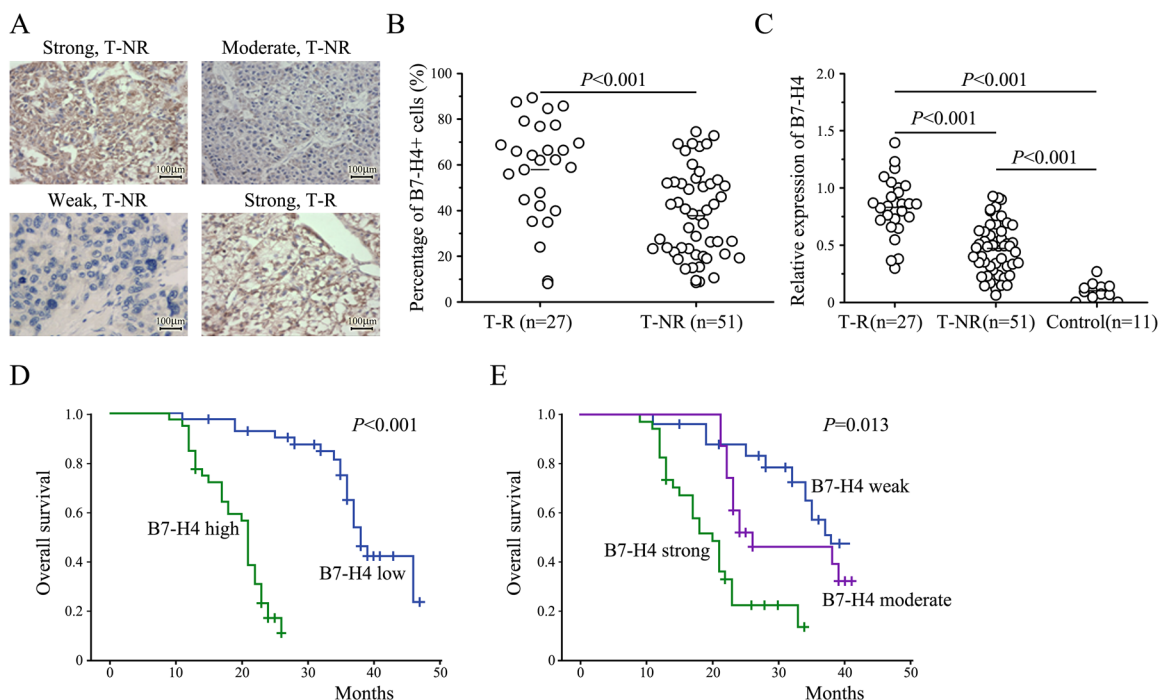 A
Strong, T-NR
Moderate, T-NR
100μm
100μm
Weak, T-NR
Strong, T-R
100μm
100μm
B
Percentage of B7-H4+ cells (%)
100
80
60
40
20
0
P<0.001
T-R (n=27)
T-NR (n=51)
C
Relative expression of B7-H4
2.0
1.5
1.0
0.5
0
P<0.001
P<0.001
P<0.001
T-R(n=27)
T-NR(n=51)
Control(n=11)
D
Overall survival
1.0
0.8
0.6
0.4
0.2
0
P<0.001
B7-H4 high
B7-H4 low
0
10
20
30
40
50
Months
E
Overall survival
1.0
0.8
0.6
0.4
0.2
0
P=0.013
B7-H4 weak
B7-H4 strong
B7-H4 moderate
0
10
20
30
40
50
Months